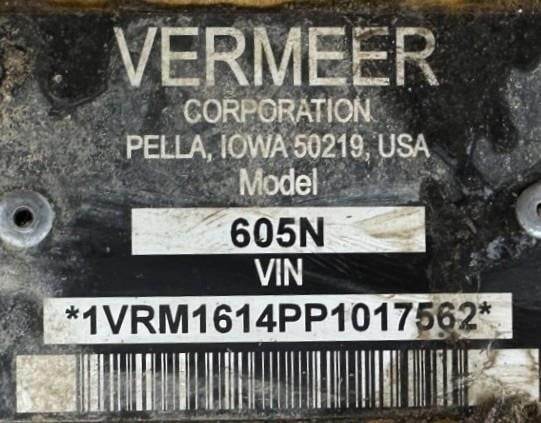 VERMEER
CORPORATION
PELLA, IOWA 50219, USA
Model
605N
VIN
*1VRM1614PP1017562*